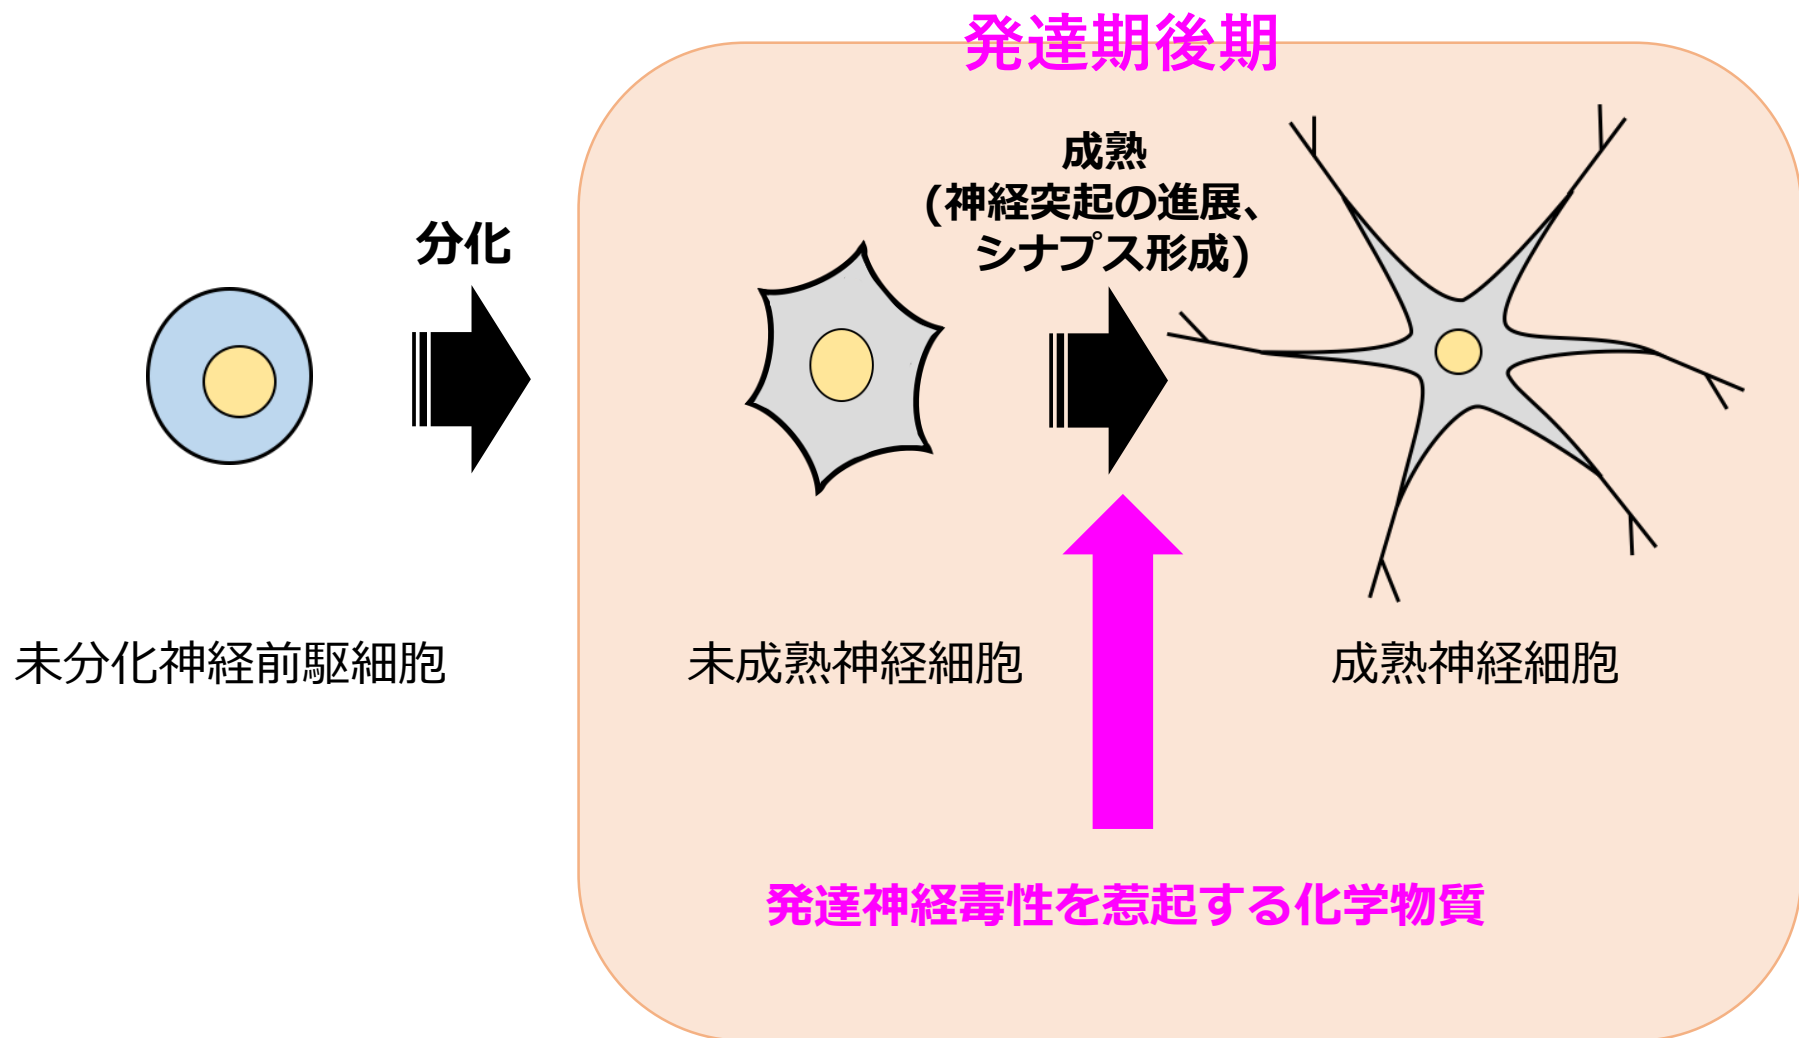 発達期後期
分化
成熟
(神経突起の進展、
シナプス形成)
未分化神経前駆細胞
未成熟神経細胞
成熟神経細胞
発達神経毒性を惹起する化学物質